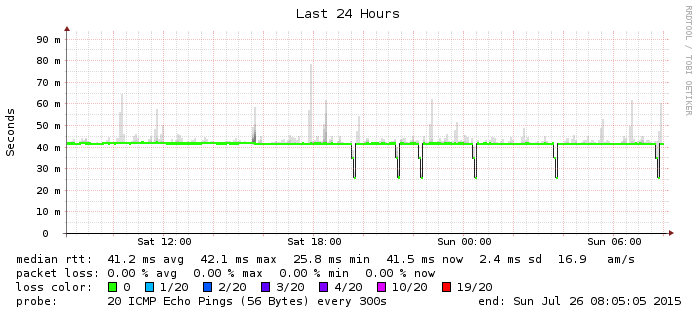 Last 24 Hours
RRDTOOL / TOBI OETIKER
Seconds
90 m
80 m
70 m
60 m
50 m
40 m
30 m
20 m
10 m
0
Sat 12:00 Sat 18:00 Sun 00:00 Sun 06:00
median rtt: 41.2 ms avg 42.1 ms max 25.8 ms min 41.5 ms now 2.4 ms sd 16.9 am/s
packet loss: 0.00 % avg 0.00 % max 0.00 % min 0.00 % now
loss color: 0 1/20 2/20 3/20 4/20 10/20 19/20
probe: 20 ICMP Echo Pings (56 Bytes) every 300s end: Sun Jul 26 08:05:05 2015